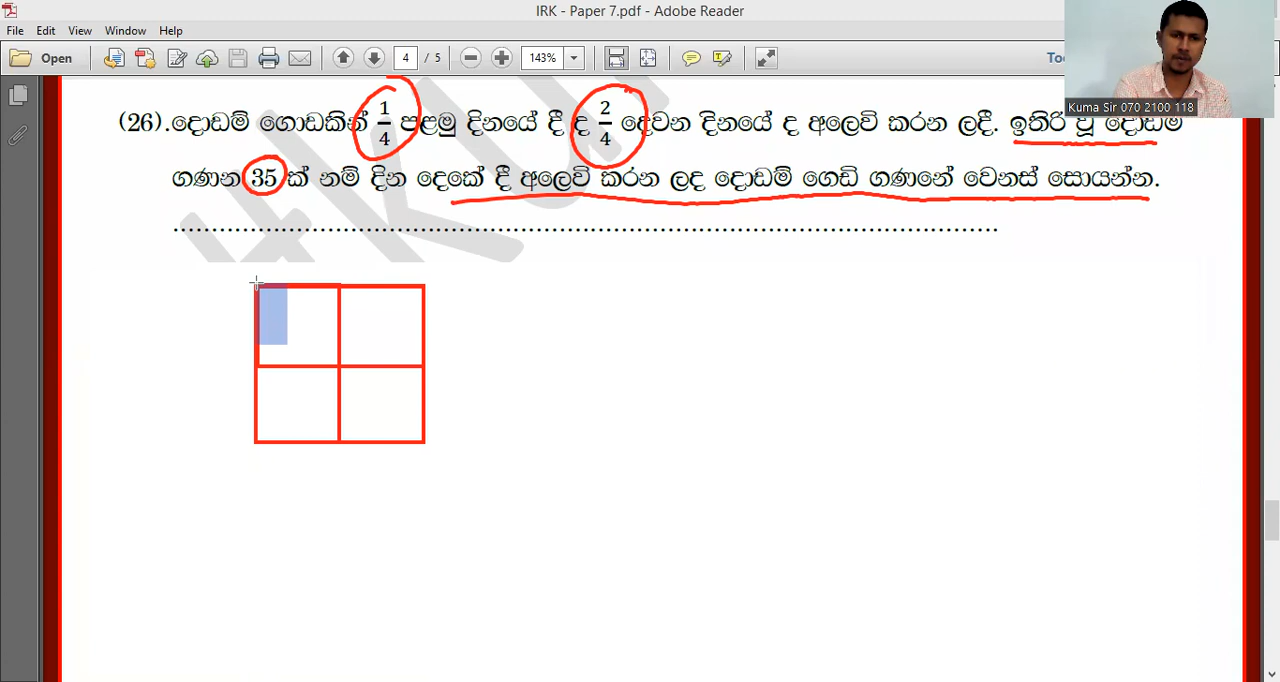 IRK - Paper 7.pdf - Adobe Reader
File Edit View Window Help
Open 4 / 5 143%
Kuma Sir 070 2100 118
(26).දොඩම් ගොඩකින් 1/4 පළමු දිනයේ දී ද 2/4 දෙවන දිනයේ ද අලෙවි කරන ලදී. ඉතිරි වූ දොඩම්
ගණන 35 ක් නම් දින දෙකේ දී අලෙවි කරන ලද දොඩම් ගෙඩි ගණනේ වෙනස් සොයන්න.